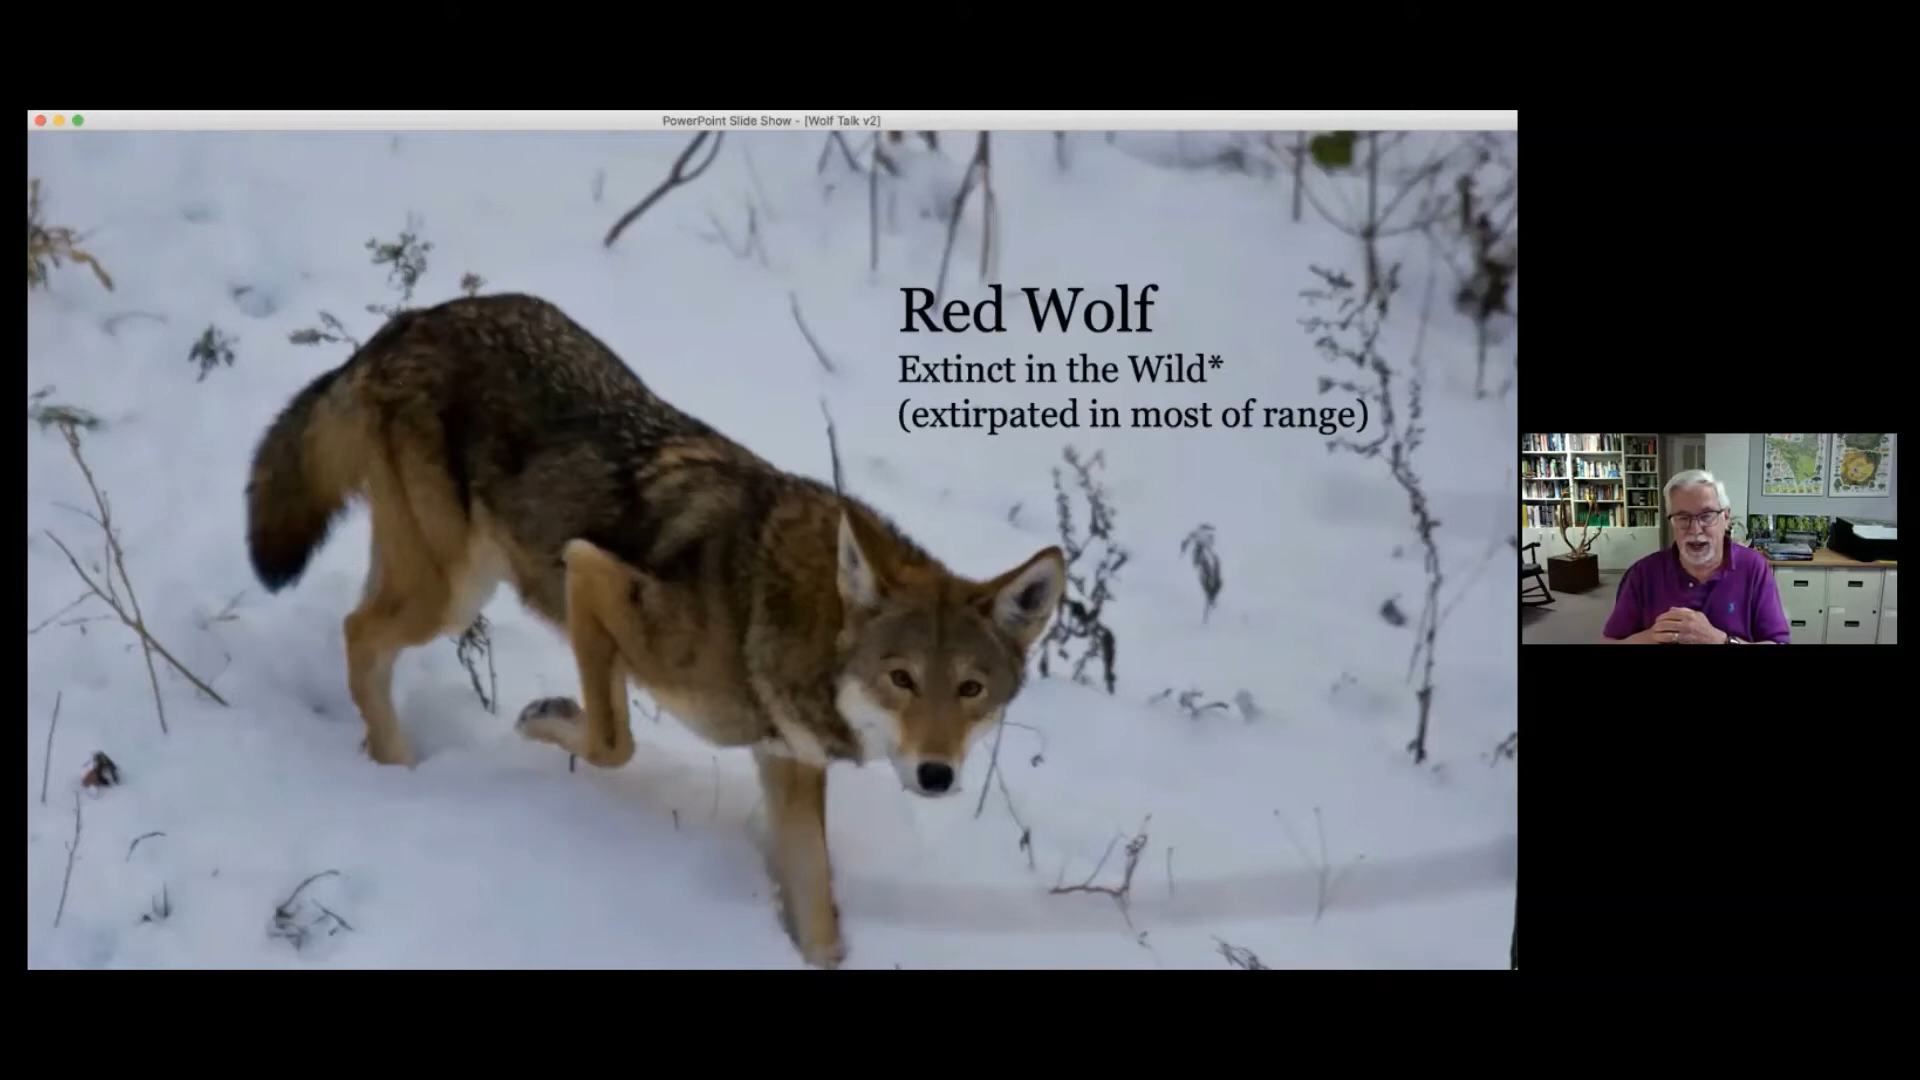 PowerPoint Slide Show - [Wolf Talk v2]
Red Wolf
Extinct in the Wild*
(extirpated in most of range)